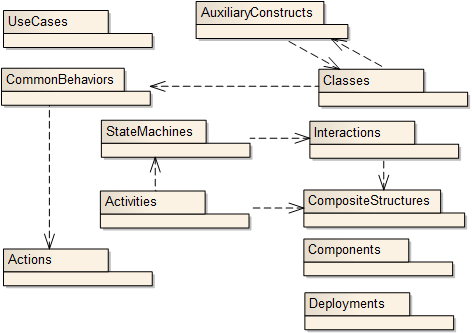 UseCases
AuxiliaryConstructs
CommonBehaviors
Classes
StateMachines
Interactions
Activities
CompositeStructures
Actions
Components
Deployments